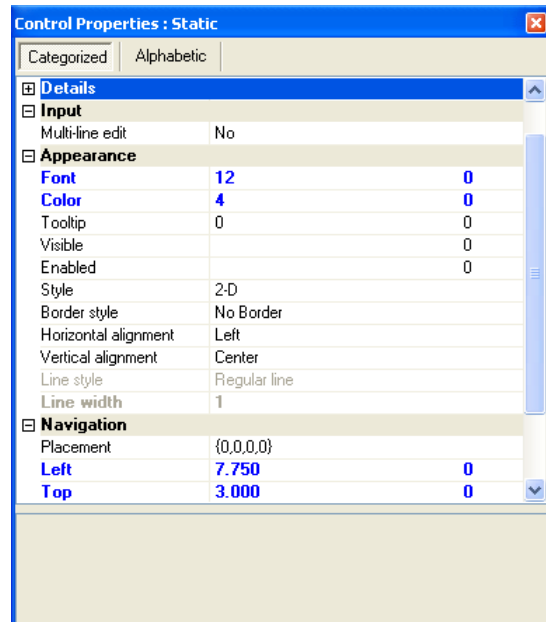 Control Properties : Static
Categorized Alphabetic
Details
Input
Multi-line edit No
Appearance
Font 12 0
Color 4 0
Tooltip 0 0
Visible 0
Enabled 0
Style 2-D
Border style No Border
Horizontal alignment Left
Vertical alignment Center
Line style Regular line
Line width 1
Navigation
Placement {0,0,0,0}
Left 7.750 0
Top 3.000 0